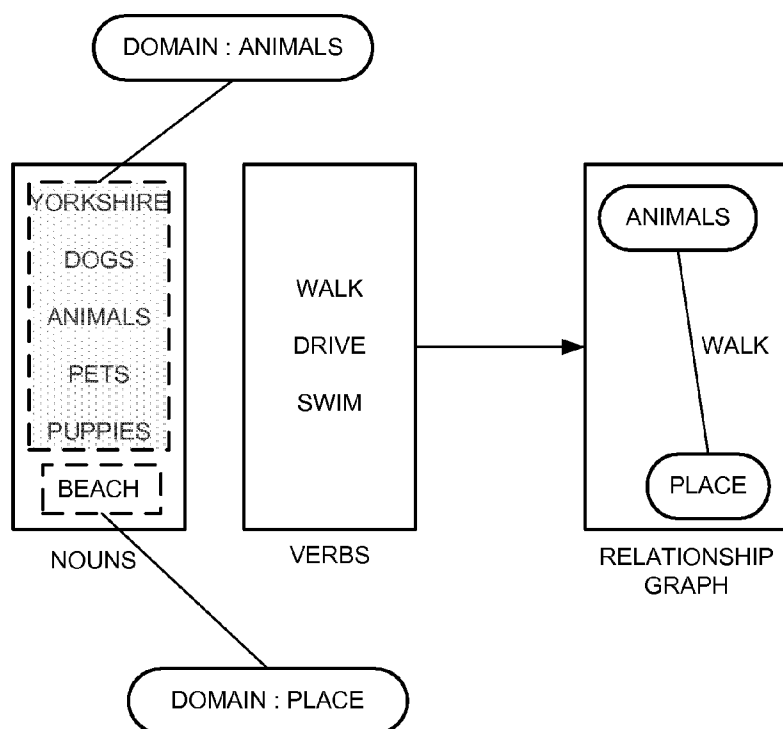 DOMAIN : ANIMALS
YORKSHIRE
DOGS
ANIMALS
PETS
PUPPIES
BEACH
NOUNS
WALK
DRIVE
SWIM
VERBS
ANIMALS
WALK
PLACE
RELATIONSHIP
GRAPH
DOMAIN : PLACE